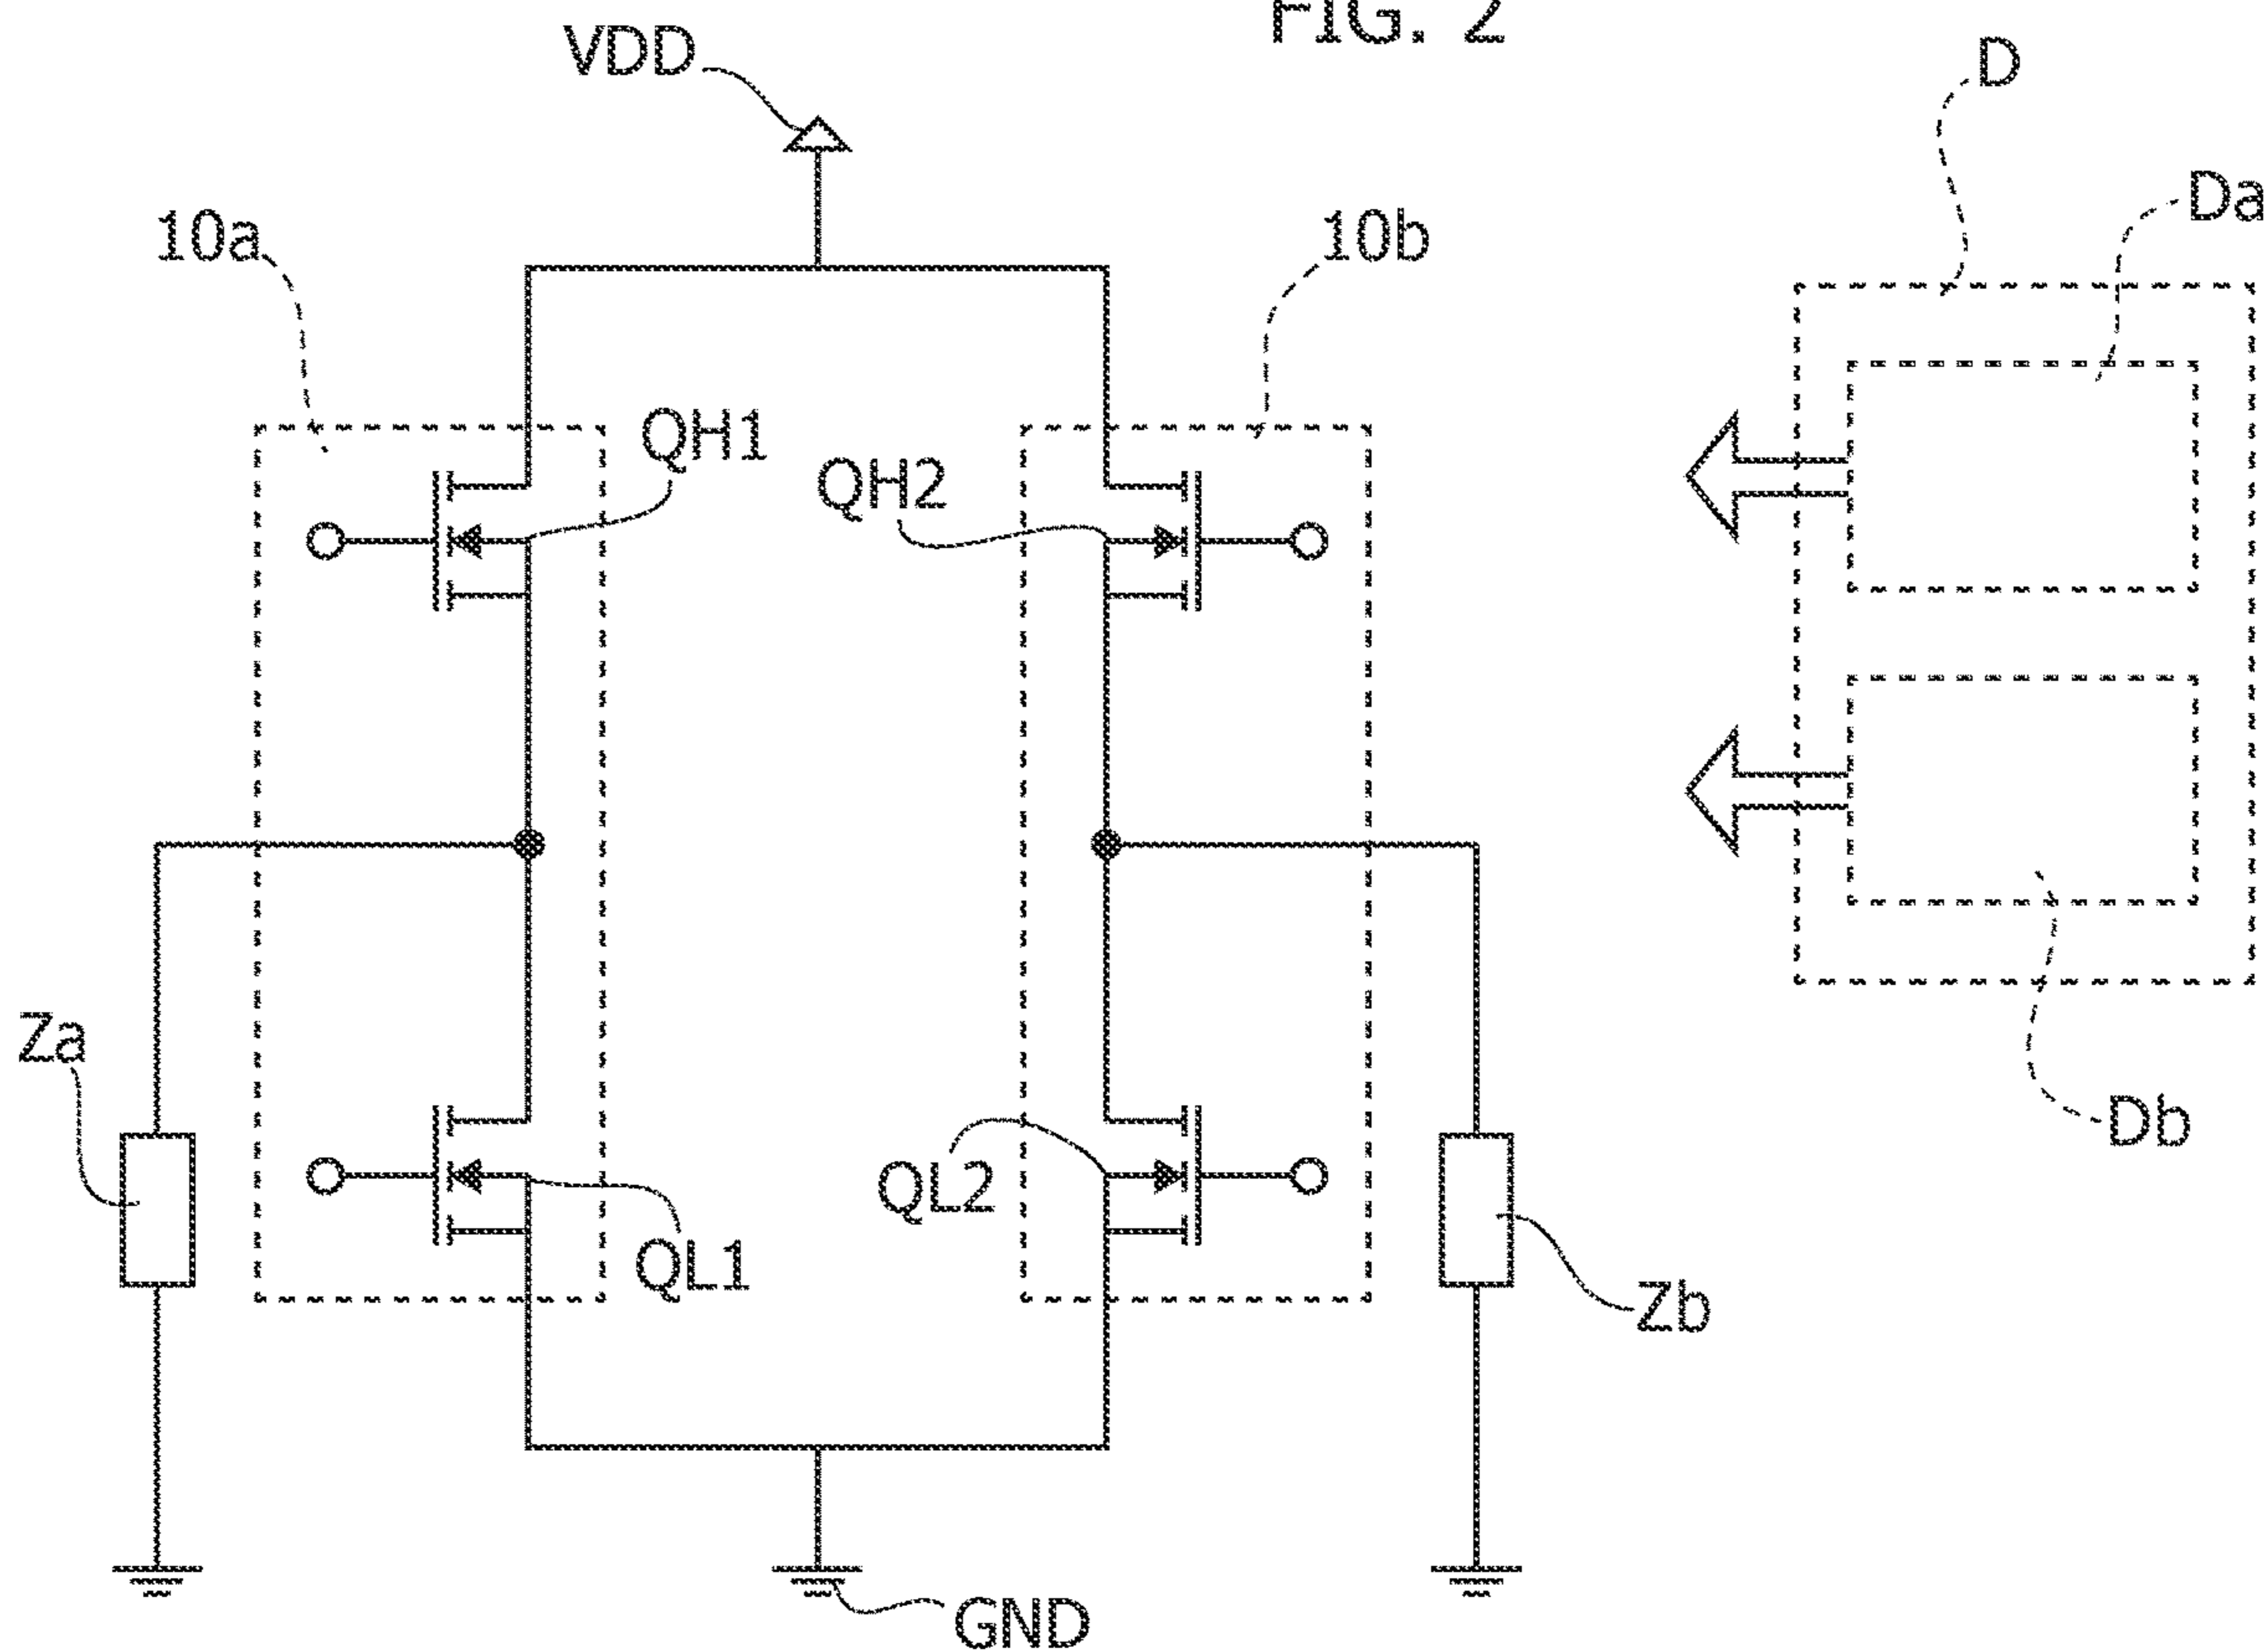 FIG. 2
VDD
D
Da
10a
10b
QH1
QH2
Za
Db
QL2
QL1
Zb
GND